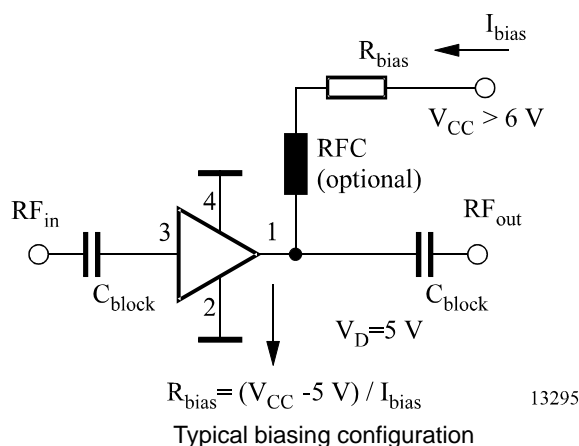 I_bias
R_bias
V_CC > 6 V
RFC
(optional)
RF_in
4
3
1
2
RF_out
C_block
C_block
V_D=5 V
R_bias= (V_CC -5 V) / I_bias
13295
Typical biasing configuration